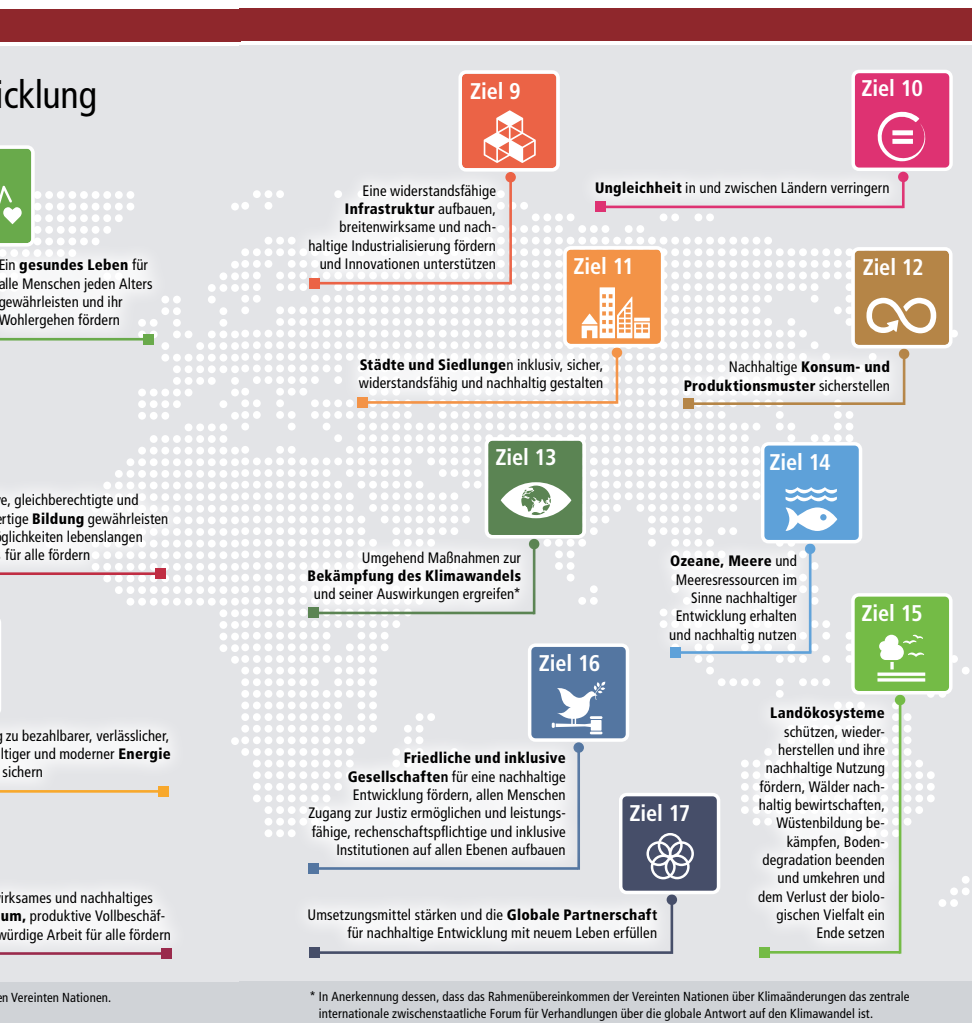 icklung
Ein gesundes Leben für
alle Menschen jeden Alters
gewährleisten und ihr
Wohlergehen fördern
e, gleichberechtigte und
ertige Bildung gewährleisten
öglichkeiten lebenslangen
für alle fördern
g zu bezahlbarer, verlässlicher,
ltiger und moderner Energie
sichern
irksames und nachhaltiges
um, produktive Vollbeschäf-
würdige Arbeit für alle fördern
en Vereinten Nationen.
Ziel 9
Eine widerstandsfähige
Infrastruktur aufbauen,
breitenwirksame und nach-
haltige Industrialisierung fördern
und Innovationen unterstützen
Ziel 10
Ungleichheit in und zwischen Ländern verringern
Ziel 11
Städte und Siedlungen inklusiv, sicher,
widerstandsfähig und nachhaltig gestalten
Ziel 12
Nachhaltige Konsum- und
Produktionsmuster sicherstellen
Ziel 13
Umgehend Maßnahmen zur
Bekämpfung des Klimawandels
und seiner Auswirkungen ergreifen*
Ziel 14
Ozeane, Meere und
Meeresressourcen im
Sinne nachhaltiger
Entwicklung erhalten
und nachhaltig nutzen
Ziel 15
Landökosysteme
schützen, wieder-
herstellen und ihre
nachhaltige Nutzung
fördern, Wälder nach-
haltig bewirtschaften,
Wüstenbildung be-
kämpfen, Boden-
degradation beenden
und umkehren und
dem Verlust der biolo-
gischen Vielfalt ein
Ende setzen
Ziel 16
Friedliche und inklusive
Gesellschaften für eine nachhaltige
Entwicklung fördern, allen Menschen
Zugang zur Justiz ermöglichen und leistungs-
fähige, rechenschaftspflichtige und inklusive
Institutionen auf allen Ebenen aufbauen
Ziel 17
Umsetzungsmittel stärken und die Globale Partnerschaft
für nachhaltige Entwicklung mit neuem Leben erfüllen
* In Anerkennung dessen, dass das Rahmenübereinkommen der Vereinten Nationen über Klimaänderungen das zentrale
internationale zwischenstaatliche Forum für Verhandlungen über die globale Antwort auf den Klimawandel ist.